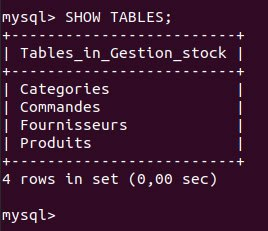 mysql> SHOW TABLES;
+-------------------------+
| Tables_in_Gestion_stock |
+-------------------------+
| Categories              |
| Commandes               |
| Fournisseurs            |
| Produits                |
+-------------------------+
4 rows in set (0,00 sec)
mysql>